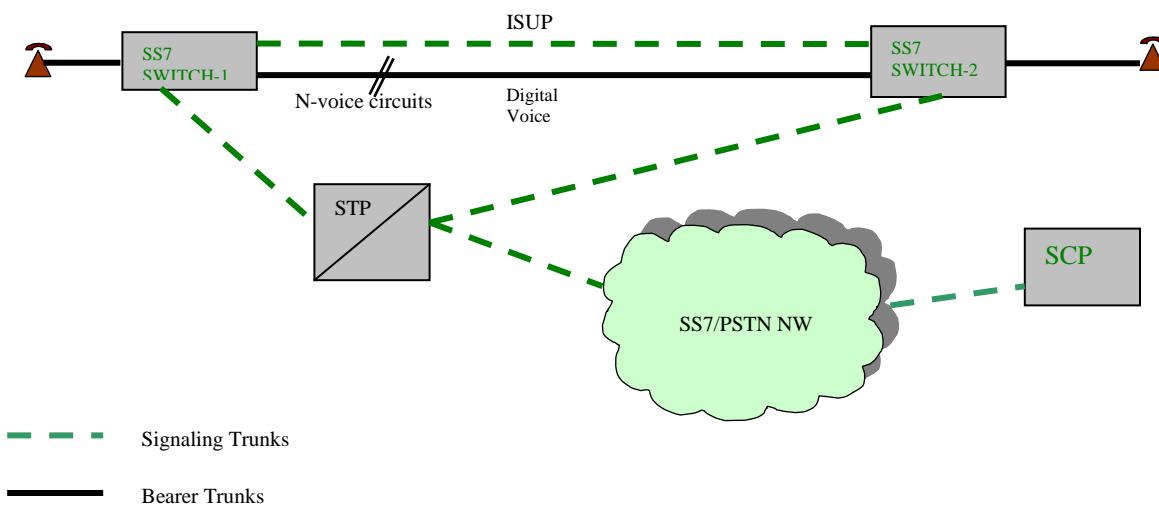 ISUP
SS7
SWITCH-1
SS7
SWITCH-2
N-voice circuits
Digital
Voice
STP
SCP
SS7/PSTN NW
Signaling Trunks
Bearer Trunks